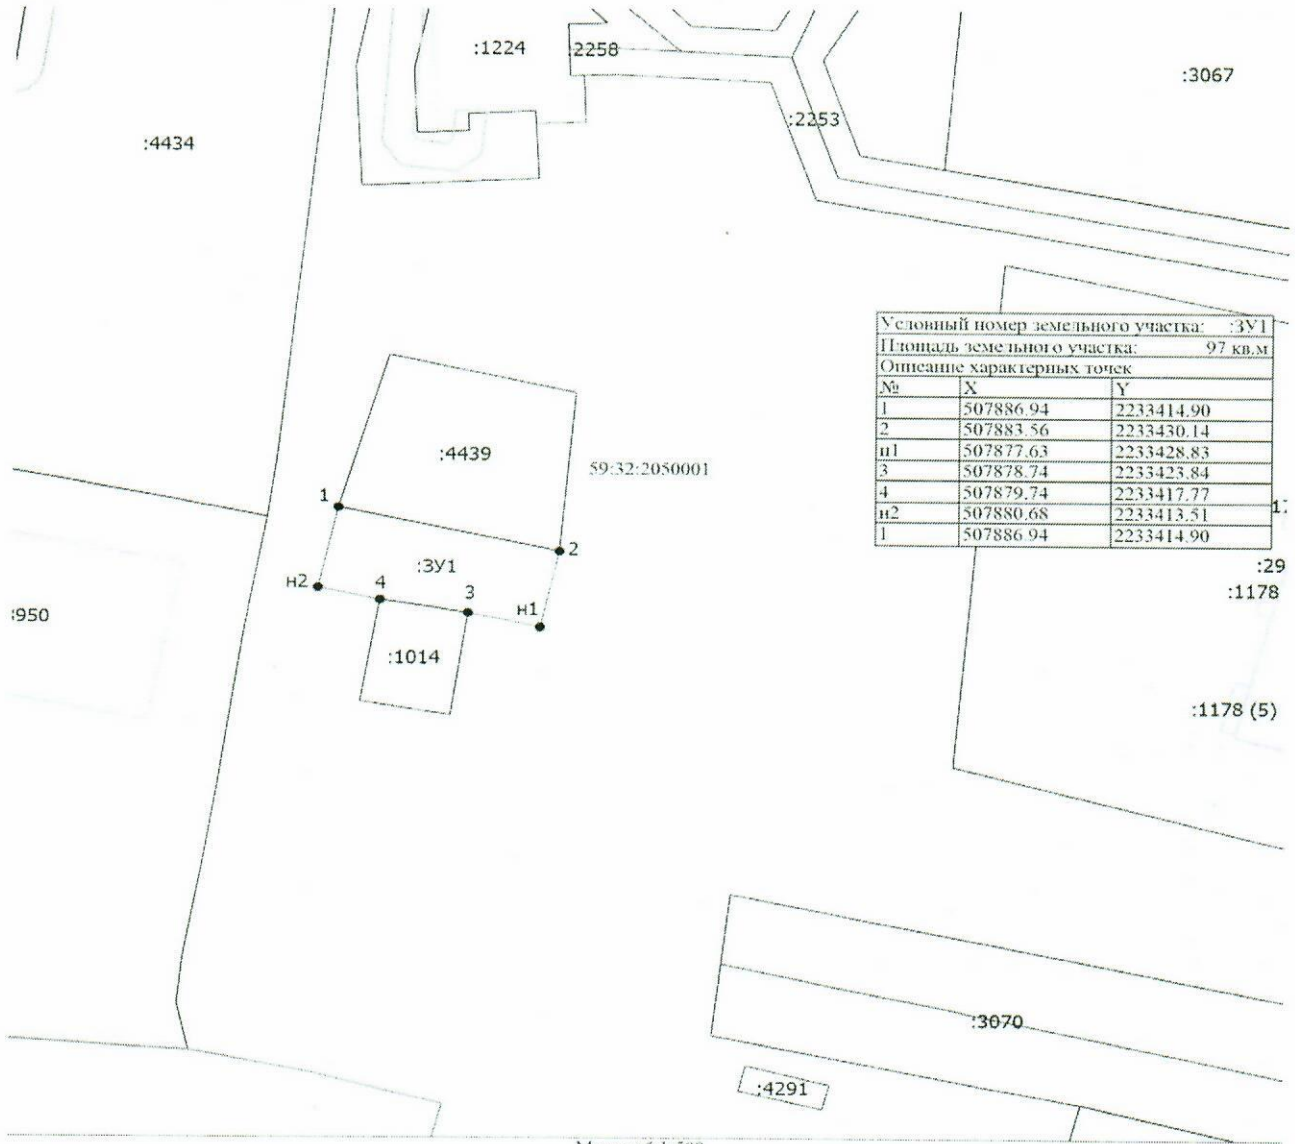 :1224
:2258
:3067
:2253
:4434
Условный номер земельного участка: :ЗУ1
Площадь земельного участка: 97 кв.м
Описание характерных точек
№ X Y
1 507886.94 2233414.90
2 507883.56 2233430.14
н1 507877.63 2233428.83
3 507878.74 2233423.84
4 507879.74 2233417.77
н2 507880.68 2233413.51
1 507886.94 2233414.90
:4439
59:32:2050001
1
2
:ЗУ1
н2
4
3
н1
:29
:1178
:950
:1014
:1178 (5)
:3070
:4291